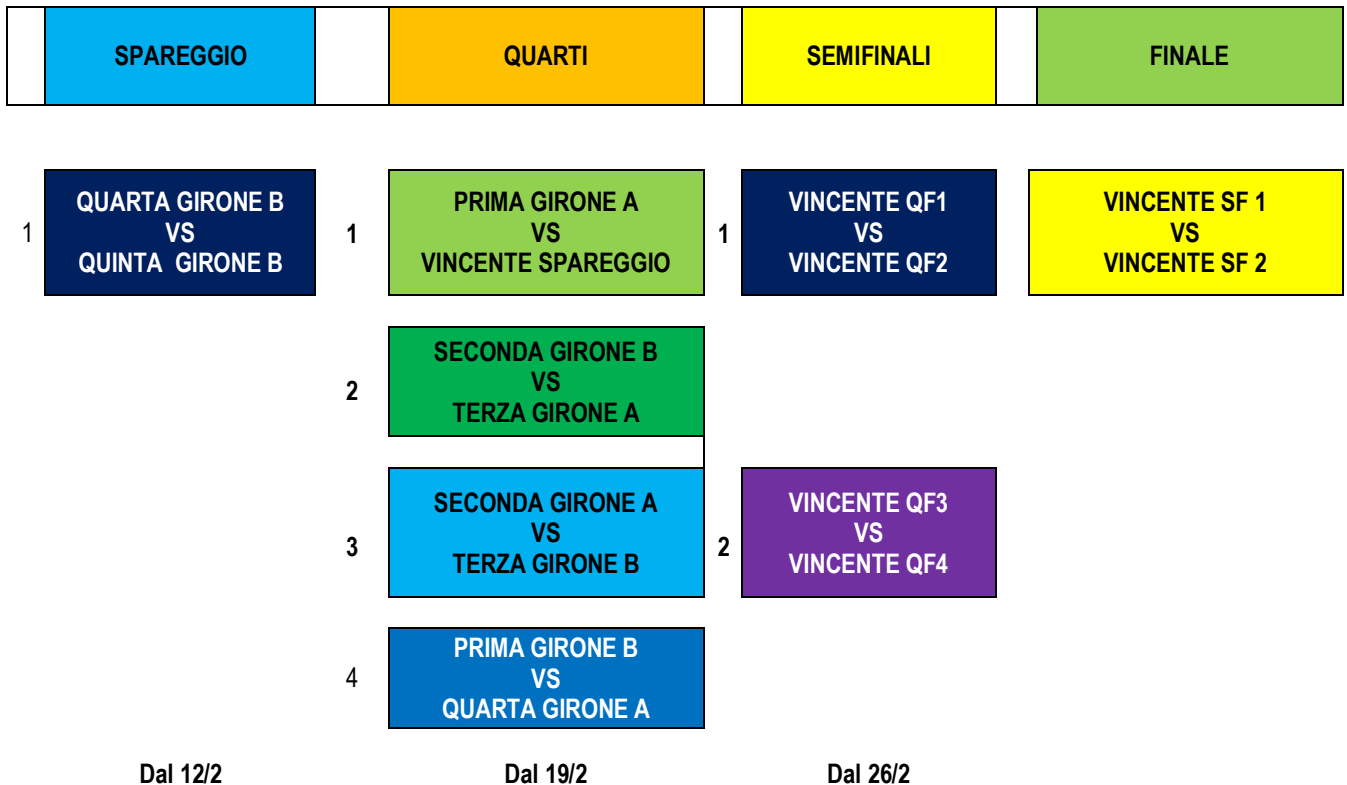 SPAREGGIO
QUARTI
SEMIFINALI
FINALE
1
QUARTA GIRONE B
VS
QUINTA GIRONE B
1
PRIMA GIRONE A
VS
VINCENTE SPAREGGIO
1
VINCENTE QF1
VS
VINCENTE QF2
VINCENTE SF 1
VS
VINCENTE SF 2
2
SECONDA GIRONE B
VS
TERZA GIRONE A
3
SECONDA GIRONE A
VS
TERZA GIRONE B
2
VINCENTE QF3
VS
VINCENTE QF4
4
PRIMA GIRONE B
VS
QUARTA GIRONE A
Dal 12/2
Dal 19/2
Dal 26/2